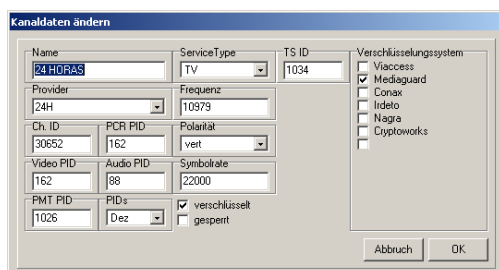 Kanaldaten ändern
Name ServiceType TS ID Verschlüsselungssystem
24 HORAS TV 1034 Viaccess
Mediaguard
Provider Frequenz Conax
24H 10979 Irdeto
Nagra
Ch. ID PCR PID Polarität Cryptoworks
30652 162 vert
Video PID Audio PID Symbolrate
162 88 22000
PMT PID PIDs verschlüsselt
1026 Dez gesperrt
Abbruch OK